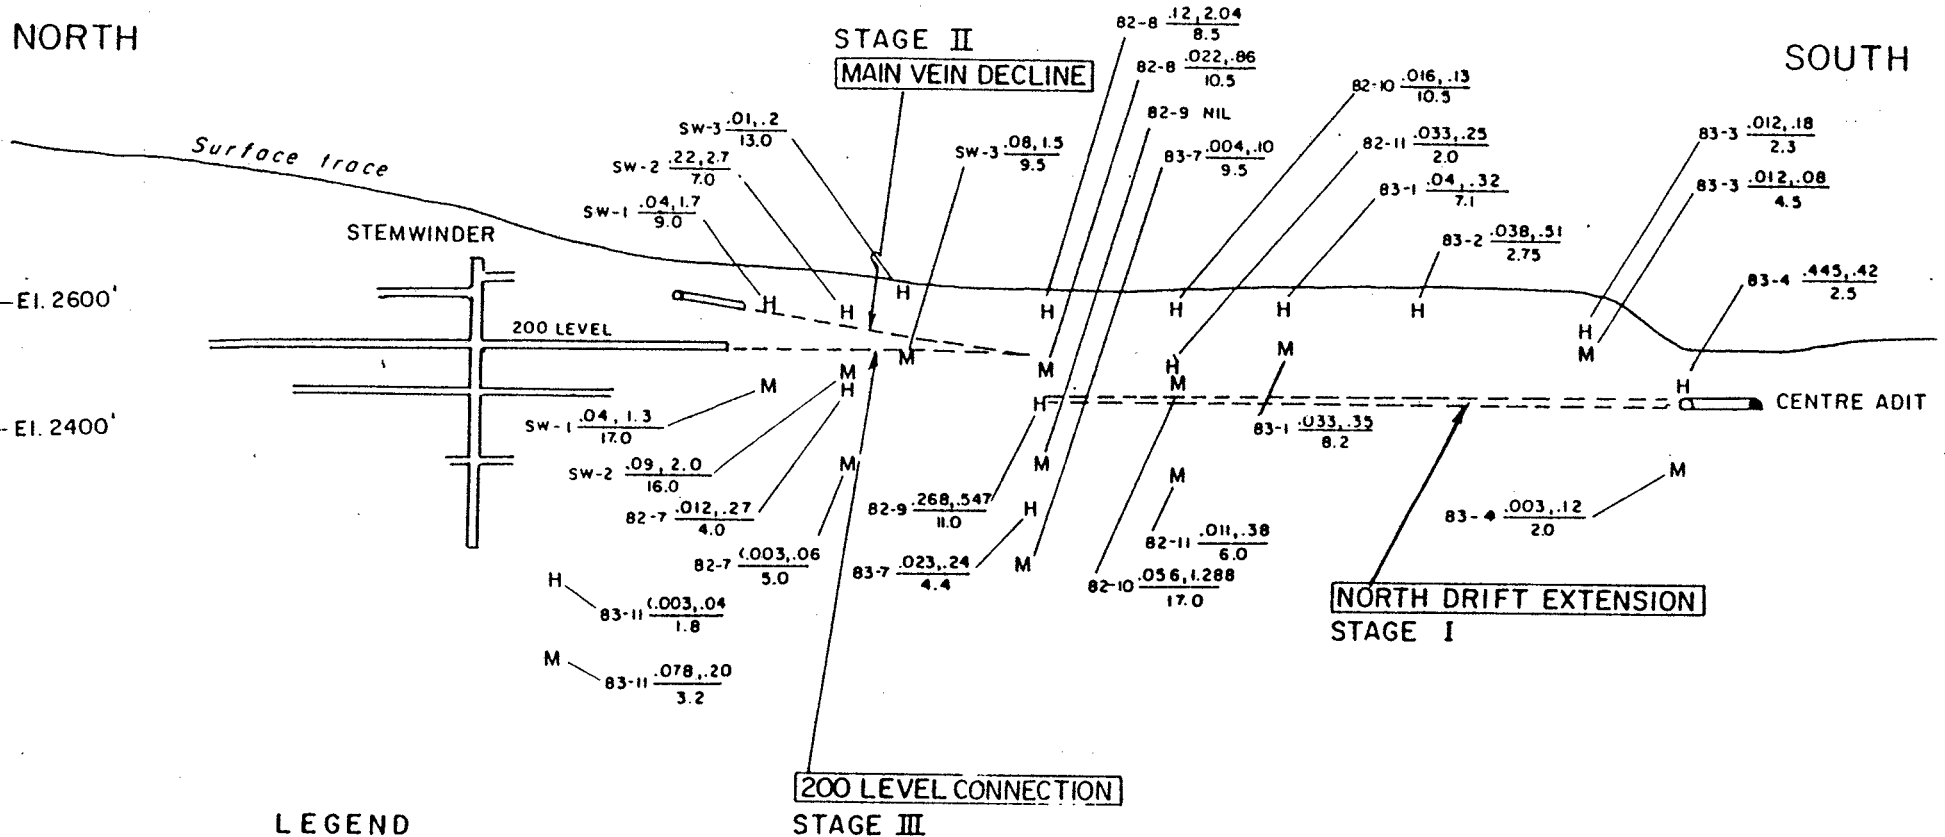 NORTH
STAGE II
MAIN VEIN DECLINE
SOUTH
82-8 .12, 2.04
8.5
82-8 .022, .86
10.5
82-9 NIL
83-7 .004, .10
9.5
82-10 .016, .13
10.5
82-11 .033, .25
2.0
83-1 .04, .32
7.1
83-2 .038, .51
2.75
83-3 .012, .18
2.3
83-3 .012, .08
4.5
83-4 .445, .42
2.5
SW-3 .01, .2
13.0
SW-2 .22, 2.7
7.0
SW-1 .04, 1.7
9.0
SW-3 .08, 1.5
9.5
Surface trace
STEMWINDER
El. 2600'
200 LEVEL
H
H
H
H
H
H
H
H
M
M
H
M
M
H
M
M
M
H
H
M
H
CENTRE ADIT
El. 2400'
SW-1 .04, 1.3
17.0
SW-2 .09, 2.0
16.0
82-7 .012, .27
4.0
82-7 (.003, .06
5.0
M
M
H
M
M
M
82-9 .268, .547
11.0
83-7 .023, .24
4.4
83-1 .033, .35
8.2
82-11 .011, .38
6.0
82-10 .056, 1.288
17.0
83-4 .003, .12
2.0
H
83-11 (.003, .04
1.8
M
83-11 .078, .20
3.2
NORTH DRIFT EXTENSION
STAGE I
200 LEVEL CONNECTION
STAGE III
LEGEND